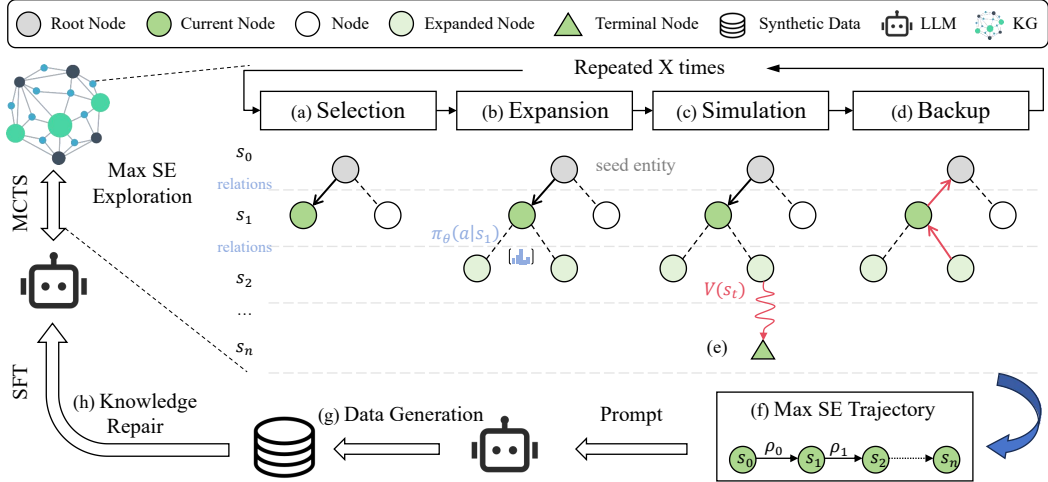 Root Node Current Node Node Expanded Node Terminal Node Synthetic Data LLM KG
Repeated X times
(a) Selection (b) Expansion (c) Simulation (d) Backup
Max SE
Exploration
MCTS
s₀
seed entity
relations
s₁
π_θ(a|s₁)
relations
s₂
V(s_t)
...
sₙ
(e)
SFT
(h) Knowledge
Repair
(g) Data Generation
Prompt
(f) Max SE Trajectory
s₀ ρ₀ s₁ ρ₁ s₂ sₙ